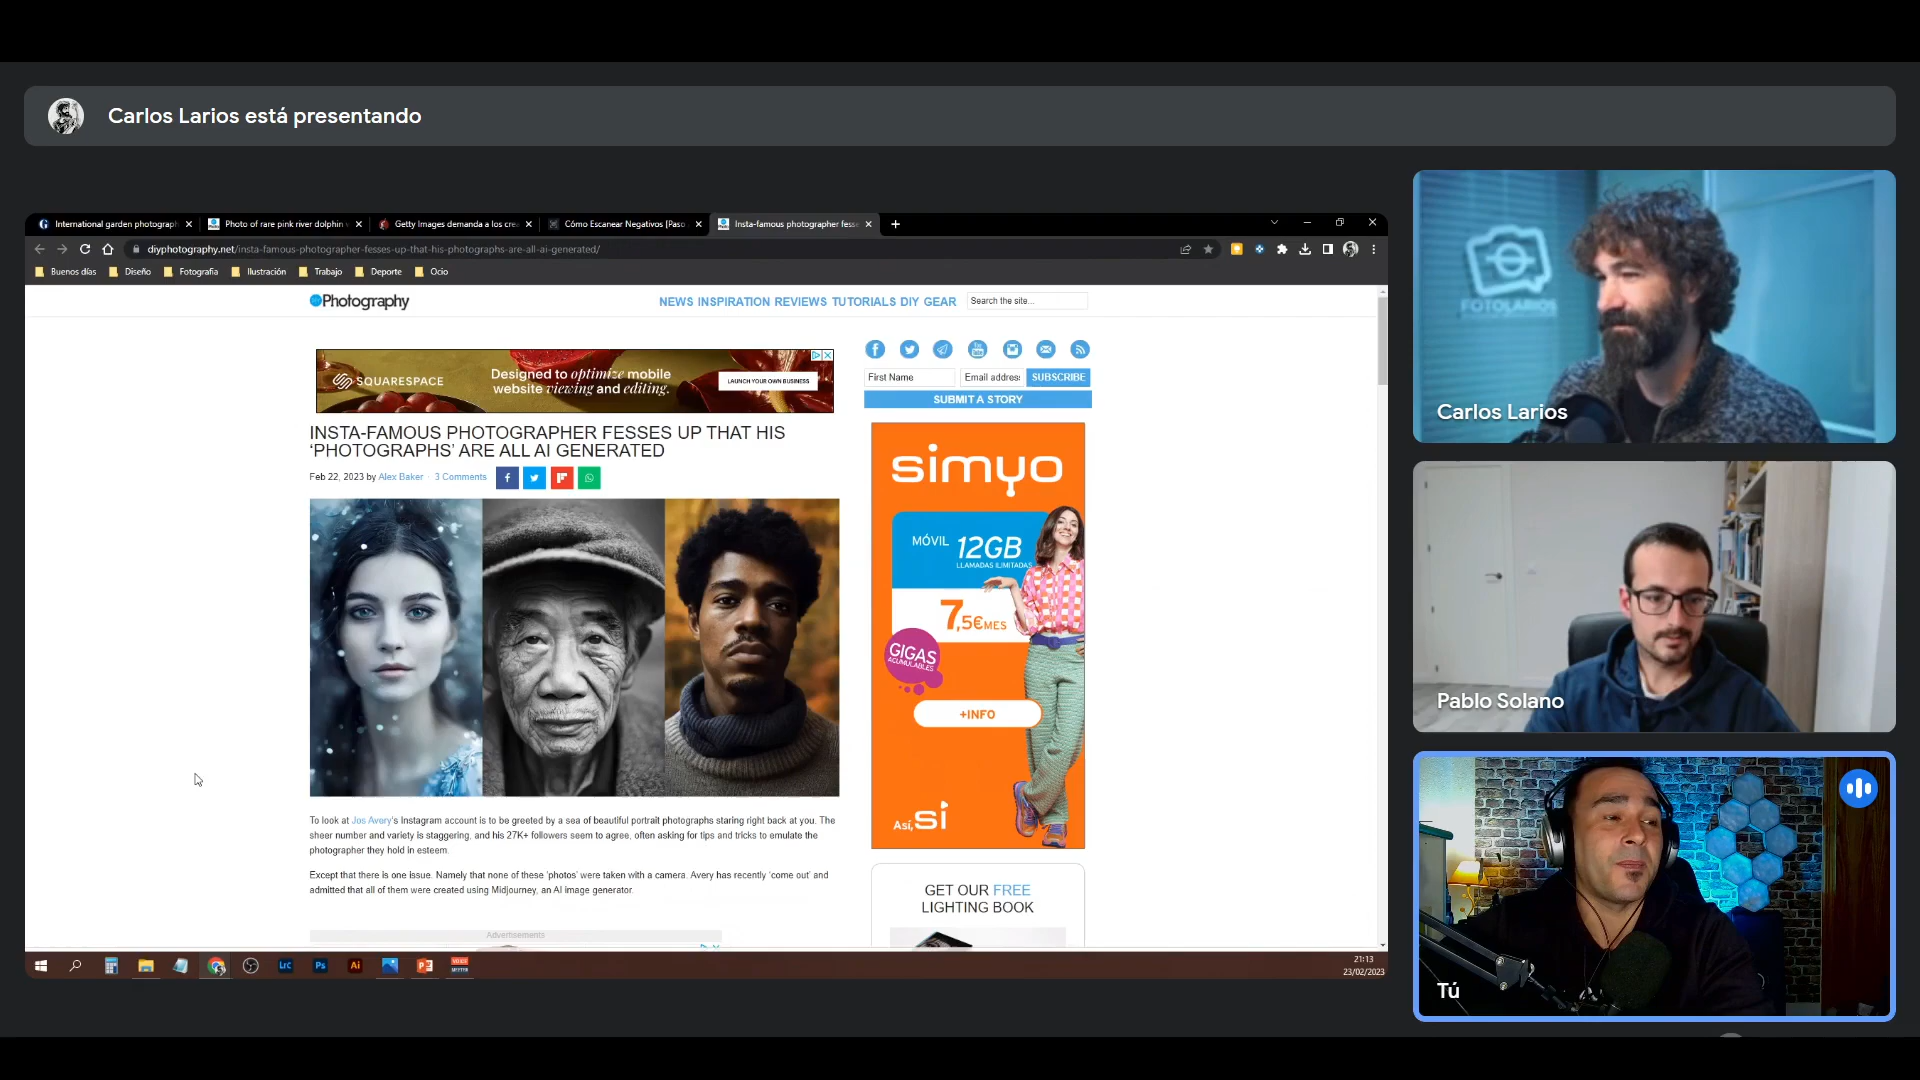 Carlos Larios está presentando
International garden photograph
Photo of rare pink river dolphin
Getty Images demanda a los cre
Cómo Escanear Negativos [Paso
Insta-famous photographer fess
diyphotography.net/insta-famous-photographer-fesses-up-that-his-photographs-are-all-ai-generated/
Buenos días
Diseño
Fotografía
Ilustración
Trabajo
Deporte
Ocio
Photography
NEWS INSPIRATION REVIEWS TUTORIALS DIY GEAR
Search the site...
SQUARESPACE
Designed to optimize mobile
website viewing and editing.
LAUNCH YOUR OWN BUSINESS
First Name
Email address
SUBSCRIBE
SUBMIT A STORY
INSTA-FAMOUS PHOTOGRAPHER FESSES UP THAT HIS
‘PHOTOGRAPHS’ ARE ALL AI GENERATED
Feb 22, 2023 by Alex Baker · 3 Comments
simyo
MÓVIL 12GB
LLAMADAS ILIMITADAS
7,5€MES
GIGAS
ACUMULABLES
+INFO
Así, sí
To look at Jos Avery's Instagram account is to be greeted by a sea of beautiful portrait photographs staring right back at you. The
sheer number and variety is staggering, and his 27K+ followers seem to agree, often asking for tips and tricks to emulate the
photographer they hold in esteem.
Except that there is one issue. Namely that none of these 'photos' were taken with a camera. Avery has recently 'come out' and
admitted that all of them were created using Midjourney, an AI image generator.
Advertisements
GET OUR FREE
LIGHTING BOOK
Lrc
Ps
Ai
21:13
23/02/2023
FOTOLARIOS
Carlos Larios
Pablo Solano
Tú